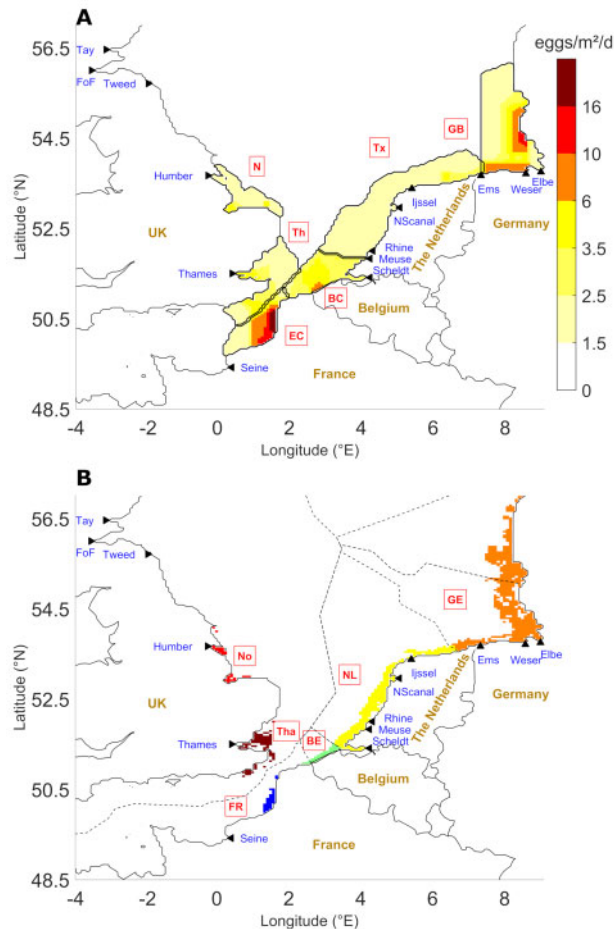 A
eggs/m²/d
56.5
Tay
FoF
Tweed
16
54.5
GB
10
Tx
N
Humber
6
Elbe
Ems
Weser
Ijssel
52.5
NScanal
Germany
UK
Th
The Netherlands
3.5
Rhine
Meuse
Thames
Scheldt
2.5
BC
Belgium
50.5
EC
1.5
Seine
France
0
48.5
-4
-2
0
2
4
6
8
Latitude (°N)
Longitude (°E)
B
56.5
Tay
FoF
Tweed
54.5
GE
Humber
No
Elbe
NL
Ems
Weser
Ijssel
52.5
NScanal
Germany
UK
The Netherlands
Tha
Rhine
BE
Meuse
Thames
Scheldt
Belgium
50.5
FR
Seine
France
48.5
-4
-2
0
2
4
6
8
Latitude (°N)
Longitude (°E)